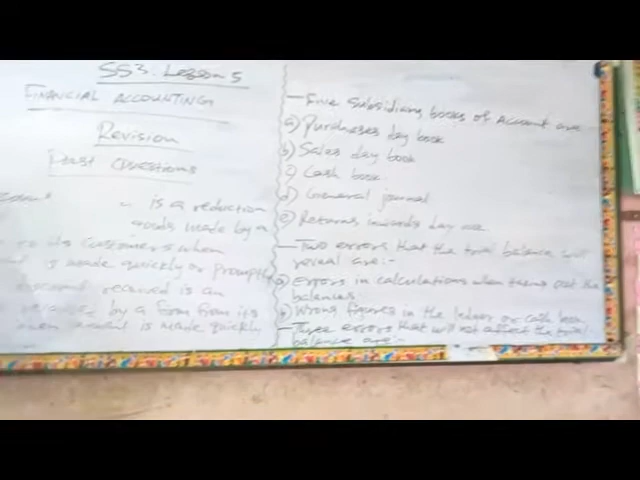 SS3. Lesson 5
FINANCIAL ACCOUNTING
Revision
Past Questions
is a reduction
goods made by a
to its customers when
is made quickly or promptly
discount received is an
by a firm from its
when is made quickly
— Five subsidiary books of account are
a) Purchases day book
b) Sales day book
c) Cash book
d) General journal
e) Returns inwards day
— Two errors that the trial balance will
reveal are:-
a) Errors in calculations when out the
balances
Wrong figures in the ledger or cash book
— Three errors that will not affect the trial
balance are:-